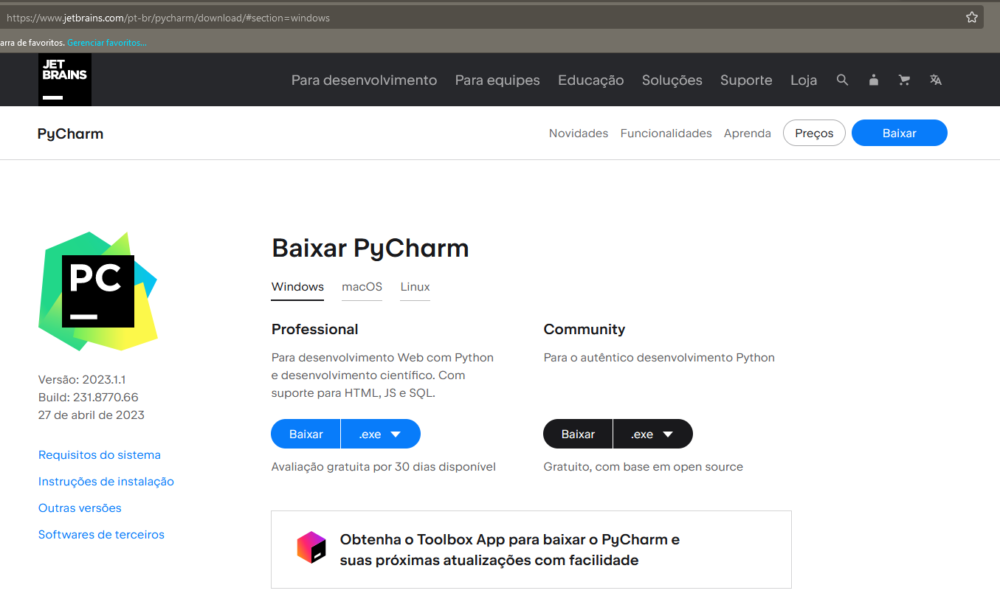 https://www.jetbrains.com/pt-br/pycharm/download/#section=windows
arra de favoritos. Gerenciar favoritos...
JET
BRAINS
Para desenvolvimento Para equipes Educação Soluções Suporte Loja
PyCharm
Novidades Funcionalidades Aprenda Preços Baixar
PC
Versão: 2023.1.1
Build: 231.8770.66
27 de abril de 2023
Requisitos do sistema
Instruções de instalação
Outras versões
Softwares de terceiros
Baixar PyCharm
Windows macOS Linux
Professional
Para desenvolvimento Web com Python
e desenvolvimento científico. Com
suporte para HTML, JS e SQL.
Baixar .exe
Avaliação gratuita por 30 dias disponível
Community
Para o autêntico desenvolvimento Python
Baixar .exe
Gratuito, com base em open source
Obtenha o Toolbox App para baixar o PyCharm e
suas próximas atualizações com facilidade